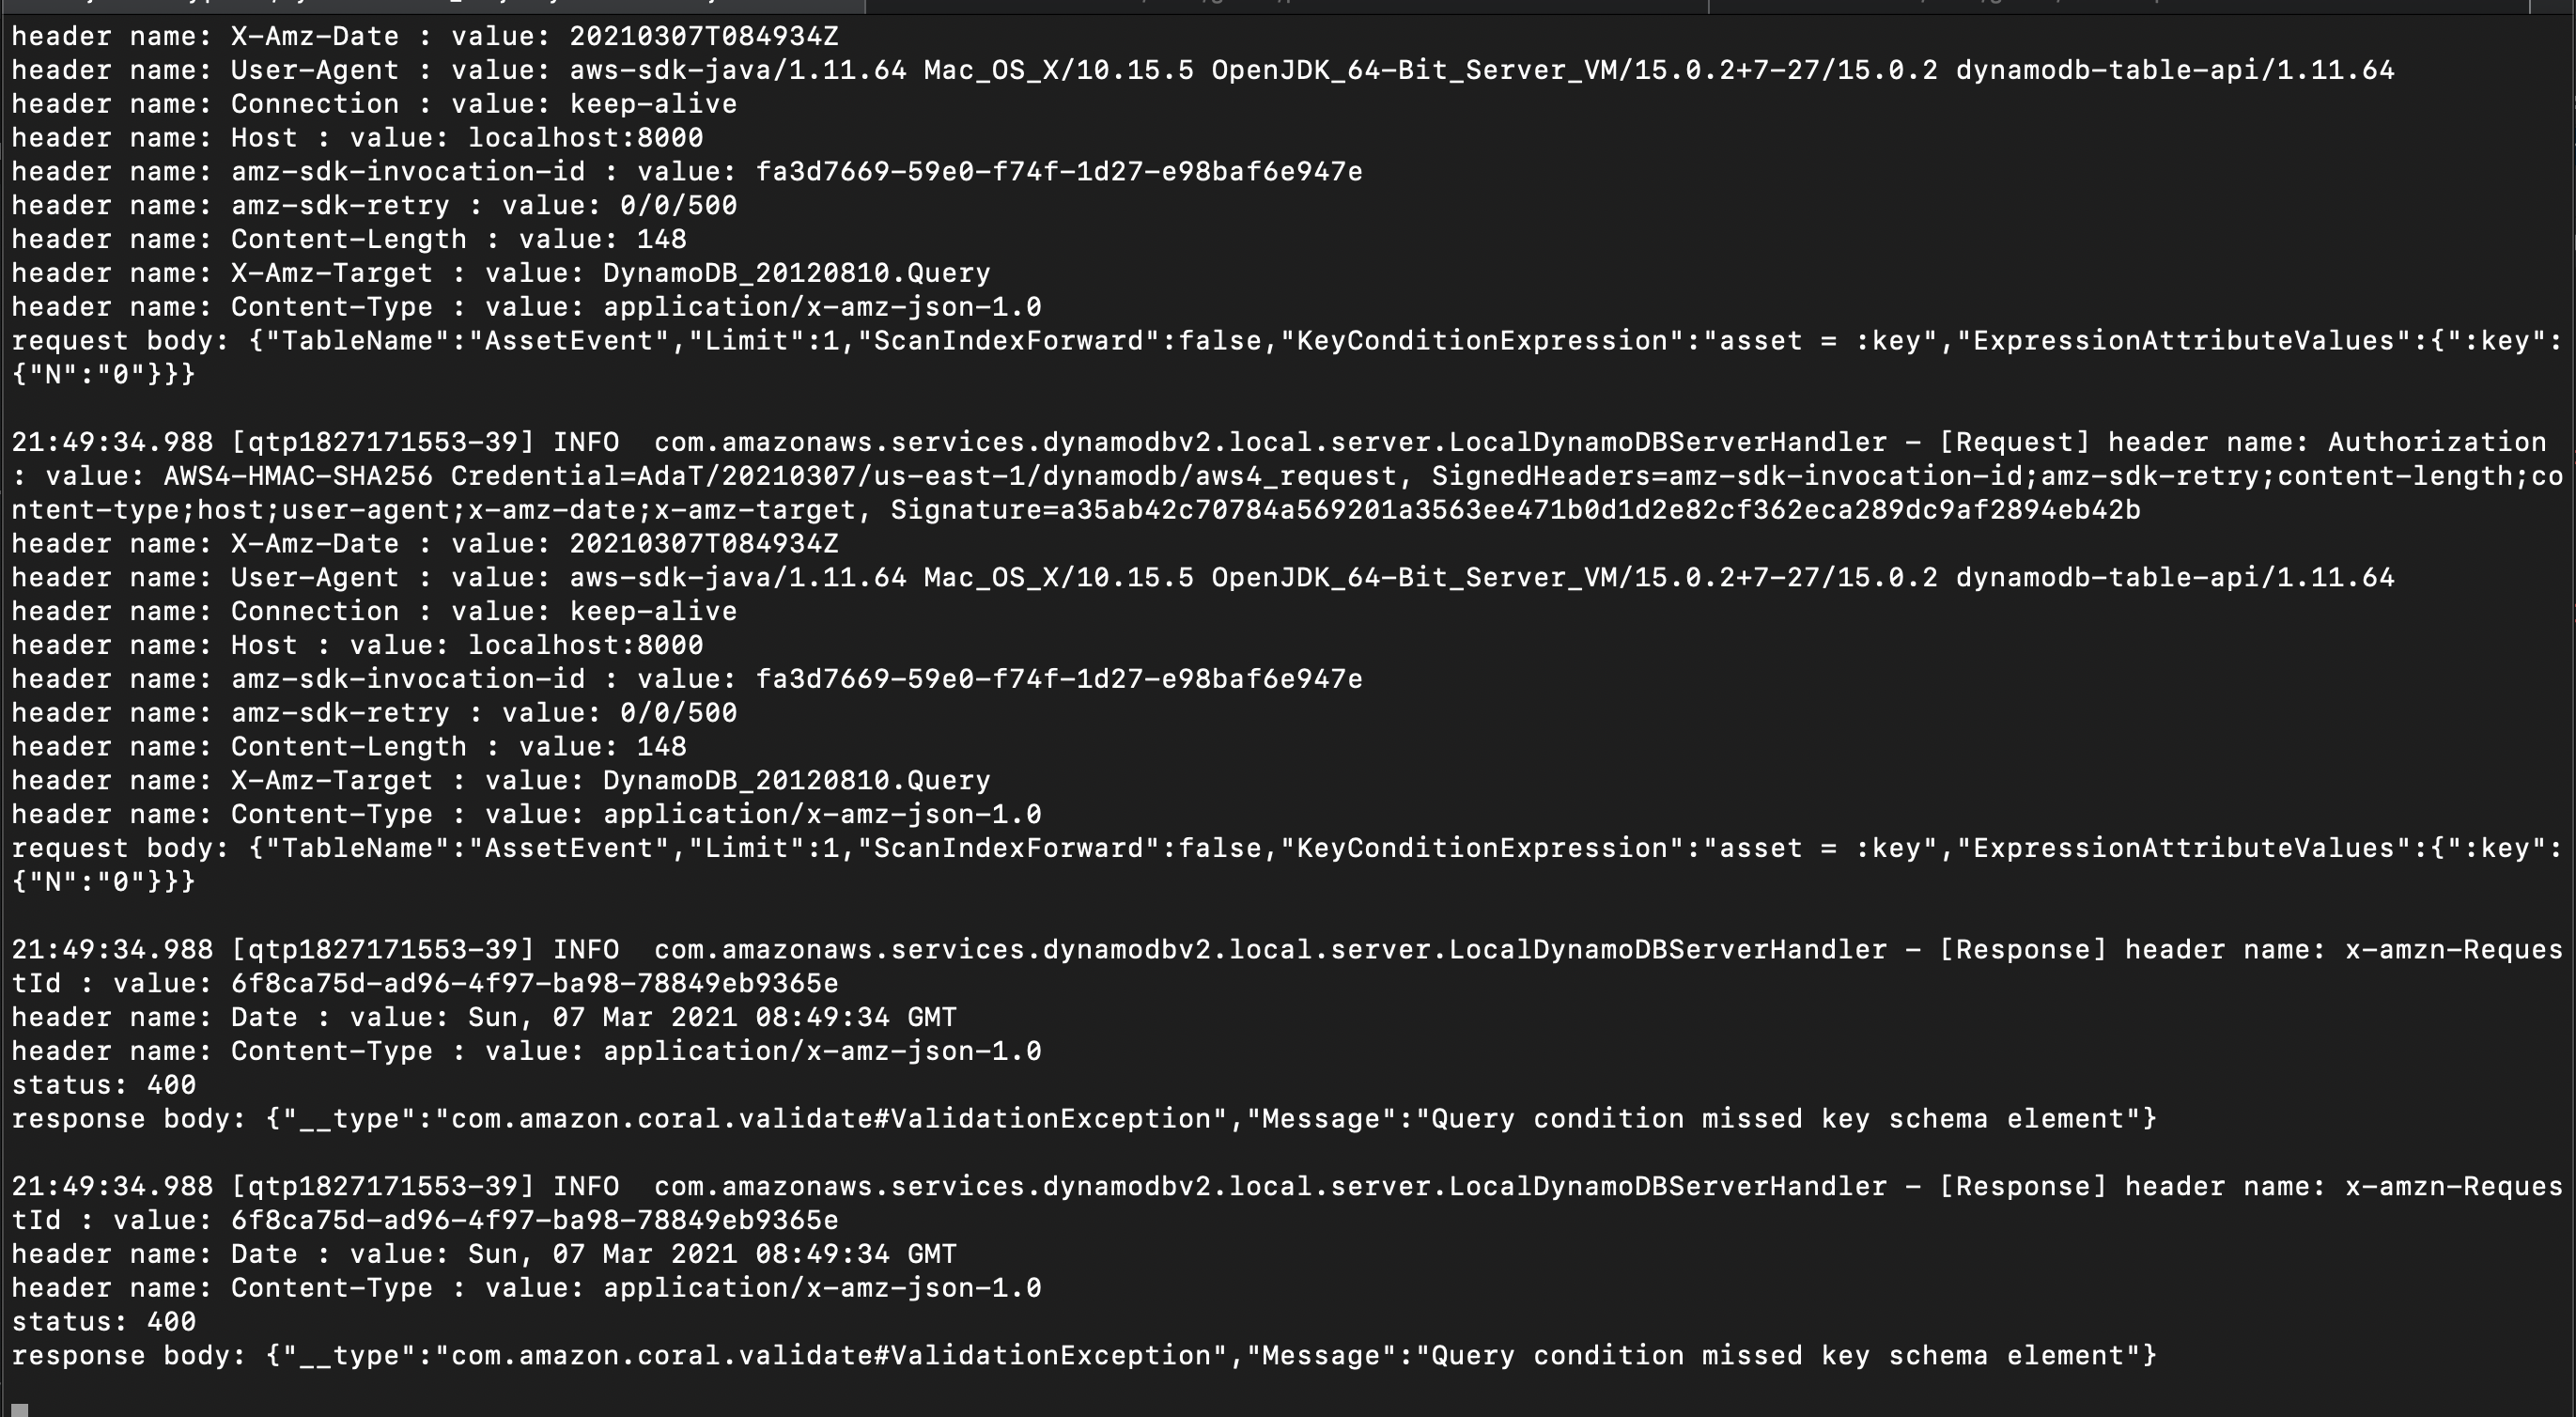 header name: X-Amz-Date : value: 20210307T084934Z
header name: User-Agent : value: aws-sdk-java/1.11.64 Mac_OS_X/10.15.5 OpenJDK_64-Bit_Server_VM/15.0.2+7-27/15.0.2 dynamodb-table-api/1.11.64
header name: Connection : value: keep-alive
header name: Host : value: localhost:8000
header name: amz-sdk-invocation-id : value: fa3d7669-59e0-f74f-1d27-e98baf6e947e
header name: amz-sdk-retry : value: 0/0/500
header name: Content-Length : value: 148
header name: X-Amz-Target : value: DynamoDB_20120810.Query
header name: Content-Type : value: application/x-amz-json-1.0
request body: {"TableName":"AssetEvent","Limit":1,"ScanIndexForward":false,"KeyConditionExpression":"asset = :key","ExpressionAttributeValues":{":key":
{"N":"0"}}}
21:49:34.988 [qtp1827171553-39] INFO  com.amazonaws.services.dynamodbv2.local.server.LocalDynamoDBServerHandler - [Request] header name: Authorization
: value: AWS4-HMAC-SHA256 Credential=AdaT/20210307/us-east-1/dynamodb/aws4_request, SignedHeaders=amz-sdk-invocation-id;amz-sdk-retry;content-length;co
ntent-type;host;user-agent;x-amz-date;x-amz-target, Signature=a35ab42c70784a569201a3563ee471b0d1d2e82cf362eca289dc9af2894eb42b
header name: X-Amz-Date : value: 20210307T084934Z
header name: User-Agent : value: aws-sdk-java/1.11.64 Mac_OS_X/10.15.5 OpenJDK_64-Bit_Server_VM/15.0.2+7-27/15.0.2 dynamodb-table-api/1.11.64
header name: Connection : value: keep-alive
header name: Host : value: localhost:8000
header name: amz-sdk-invocation-id : value: fa3d7669-59e0-f74f-1d27-e98baf6e947e
header name: amz-sdk-retry : value: 0/0/500
header name: Content-Length : value: 148
header name: X-Amz-Target : value: DynamoDB_20120810.Query
header name: Content-Type : value: application/x-amz-json-1.0
request body: {"TableName":"AssetEvent","Limit":1,"ScanIndexForward":false,"KeyConditionExpression":"asset = :key","ExpressionAttributeValues":{":key":
{"N":"0"}}}
21:49:34.988 [qtp1827171553-39] INFO  com.amazonaws.services.dynamodbv2.local.server.LocalDynamoDBServerHandler - [Response] header name: x-amzn-Reques
tId : value: 6f8ca75d-ad96-4f97-ba98-78849eb9365e
header name: Date : value: Sun, 07 Mar 2021 08:49:34 GMT
header name: Content-Type : value: application/x-amz-json-1.0
status: 400
response body: {"__type":"com.amazon.coral.validate#ValidationException","Message":"Query condition missed key schema element"}
21:49:34.988 [qtp1827171553-39] INFO  com.amazonaws.services.dynamodbv2.local.server.LocalDynamoDBServerHandler - [Response] header name: x-amzn-Reques
tId : value: 6f8ca75d-ad96-4f97-ba98-78849eb9365e
header name: Date : value: Sun, 07 Mar 2021 08:49:34 GMT
header name: Content-Type : value: application/x-amz-json-1.0
status: 400
response body: {"__type":"com.amazon.coral.validate#ValidationException","Message":"Query condition missed key schema element"}